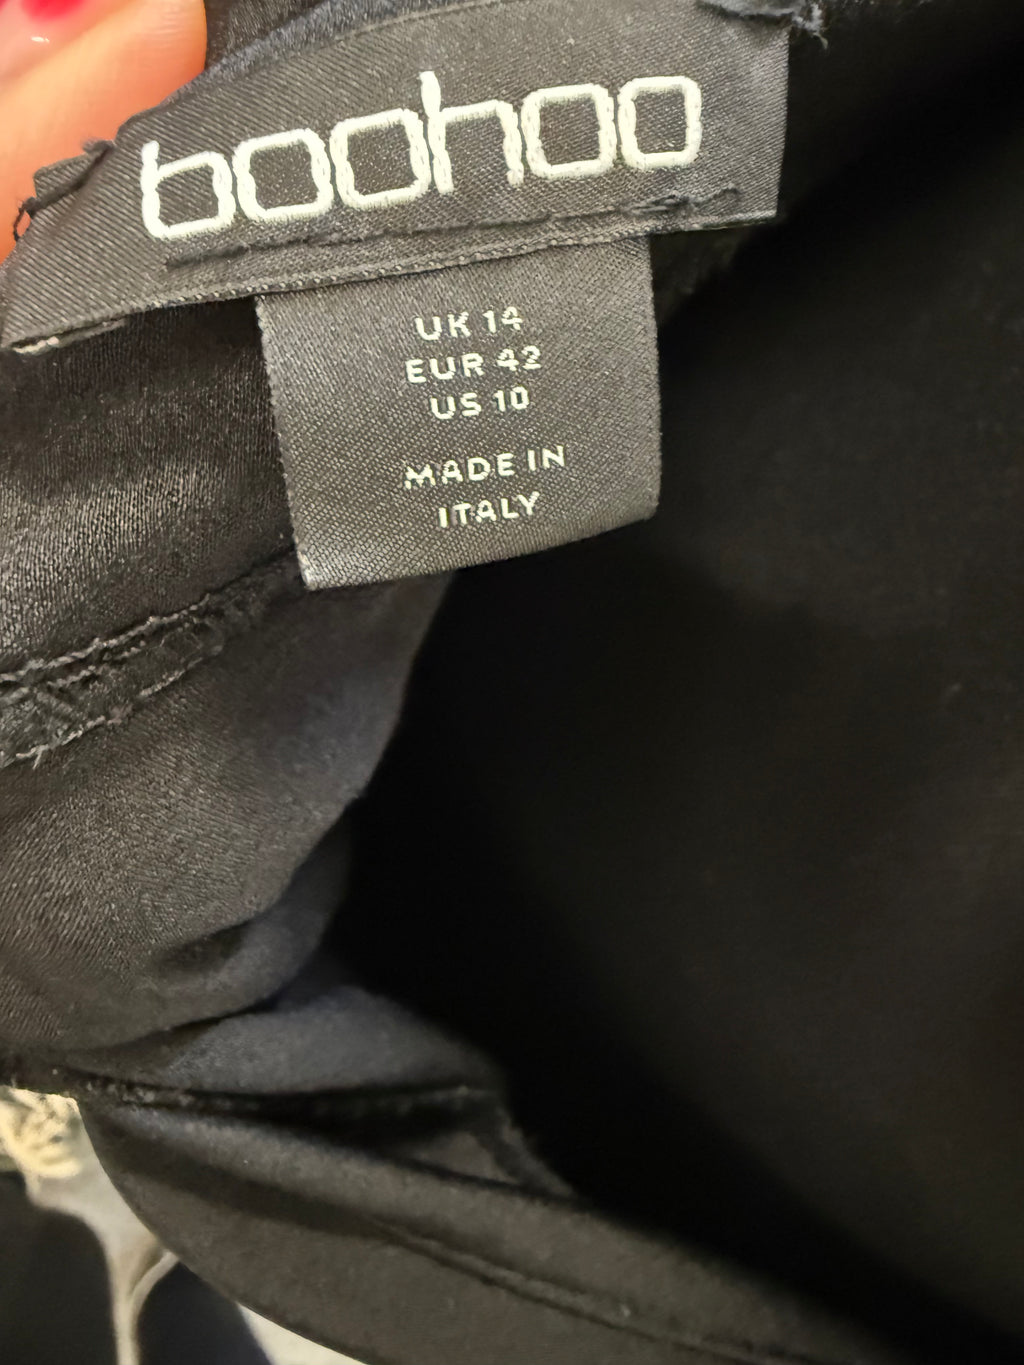 boohoo
UK 14
EUR 42
US 10
MADE IN
ITALY